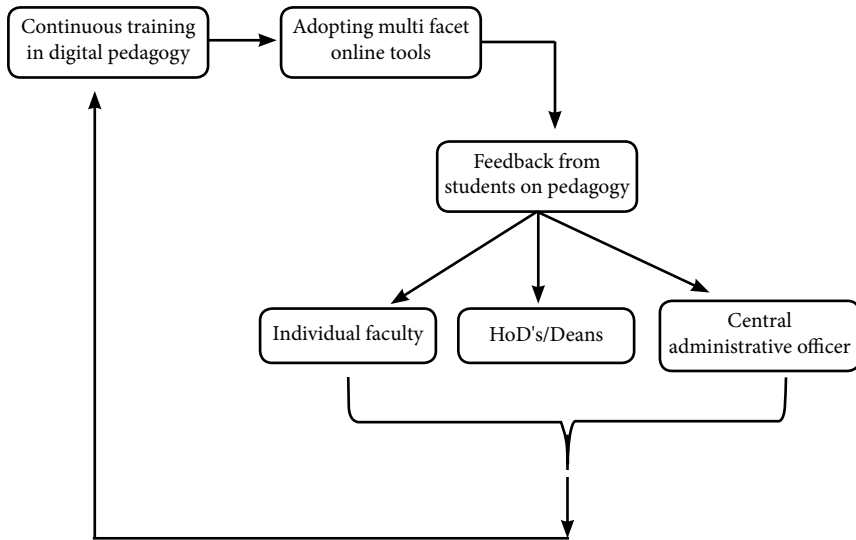 Continuous training
in digital pedagogy
Adopting multi facet
online tools
Feedback from
students on pedagogy
Individual faculty
HoD's/Deans
Central
administrative officer